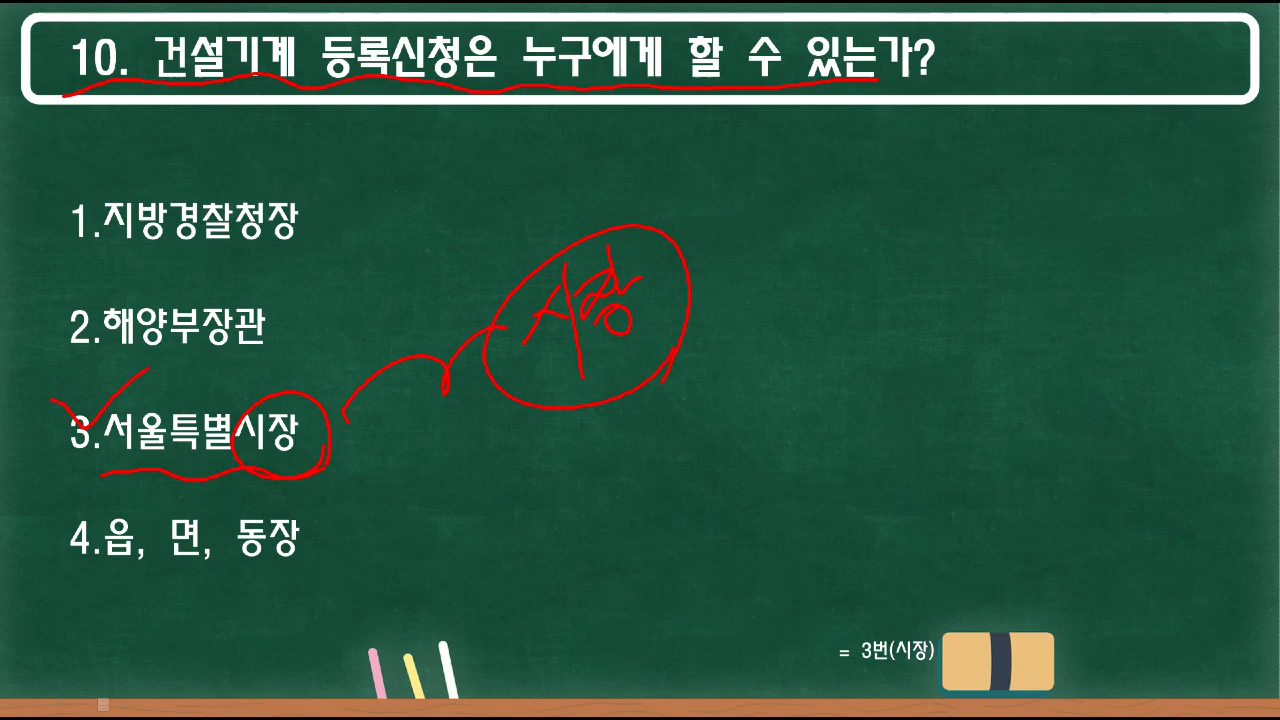 10. 건설기계 등록신청은 누구에게 할 수 있는가?
1.지방경찰청장
2.해양부장관
시장
3.서울특별시장
4.읍, 면, 동장
= 3번(시장)